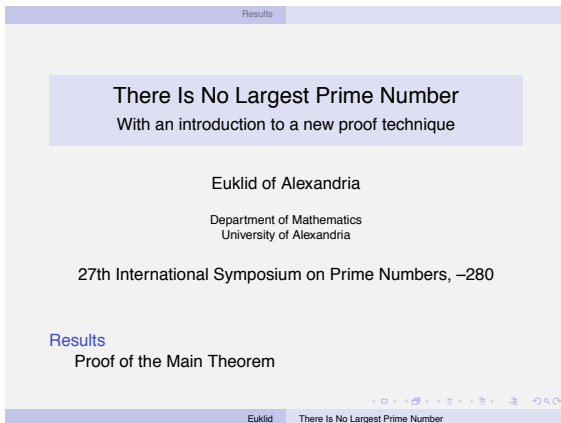 Results
There Is No Largest Prime Number
With an introduction to a new proof technique
Euklid of Alexandria
Department of Mathematics
University of Alexandria
27th International Symposium on Prime Numbers, –280
Results
Proof of the Main Theorem
Euklid There Is No Largest Prime Number